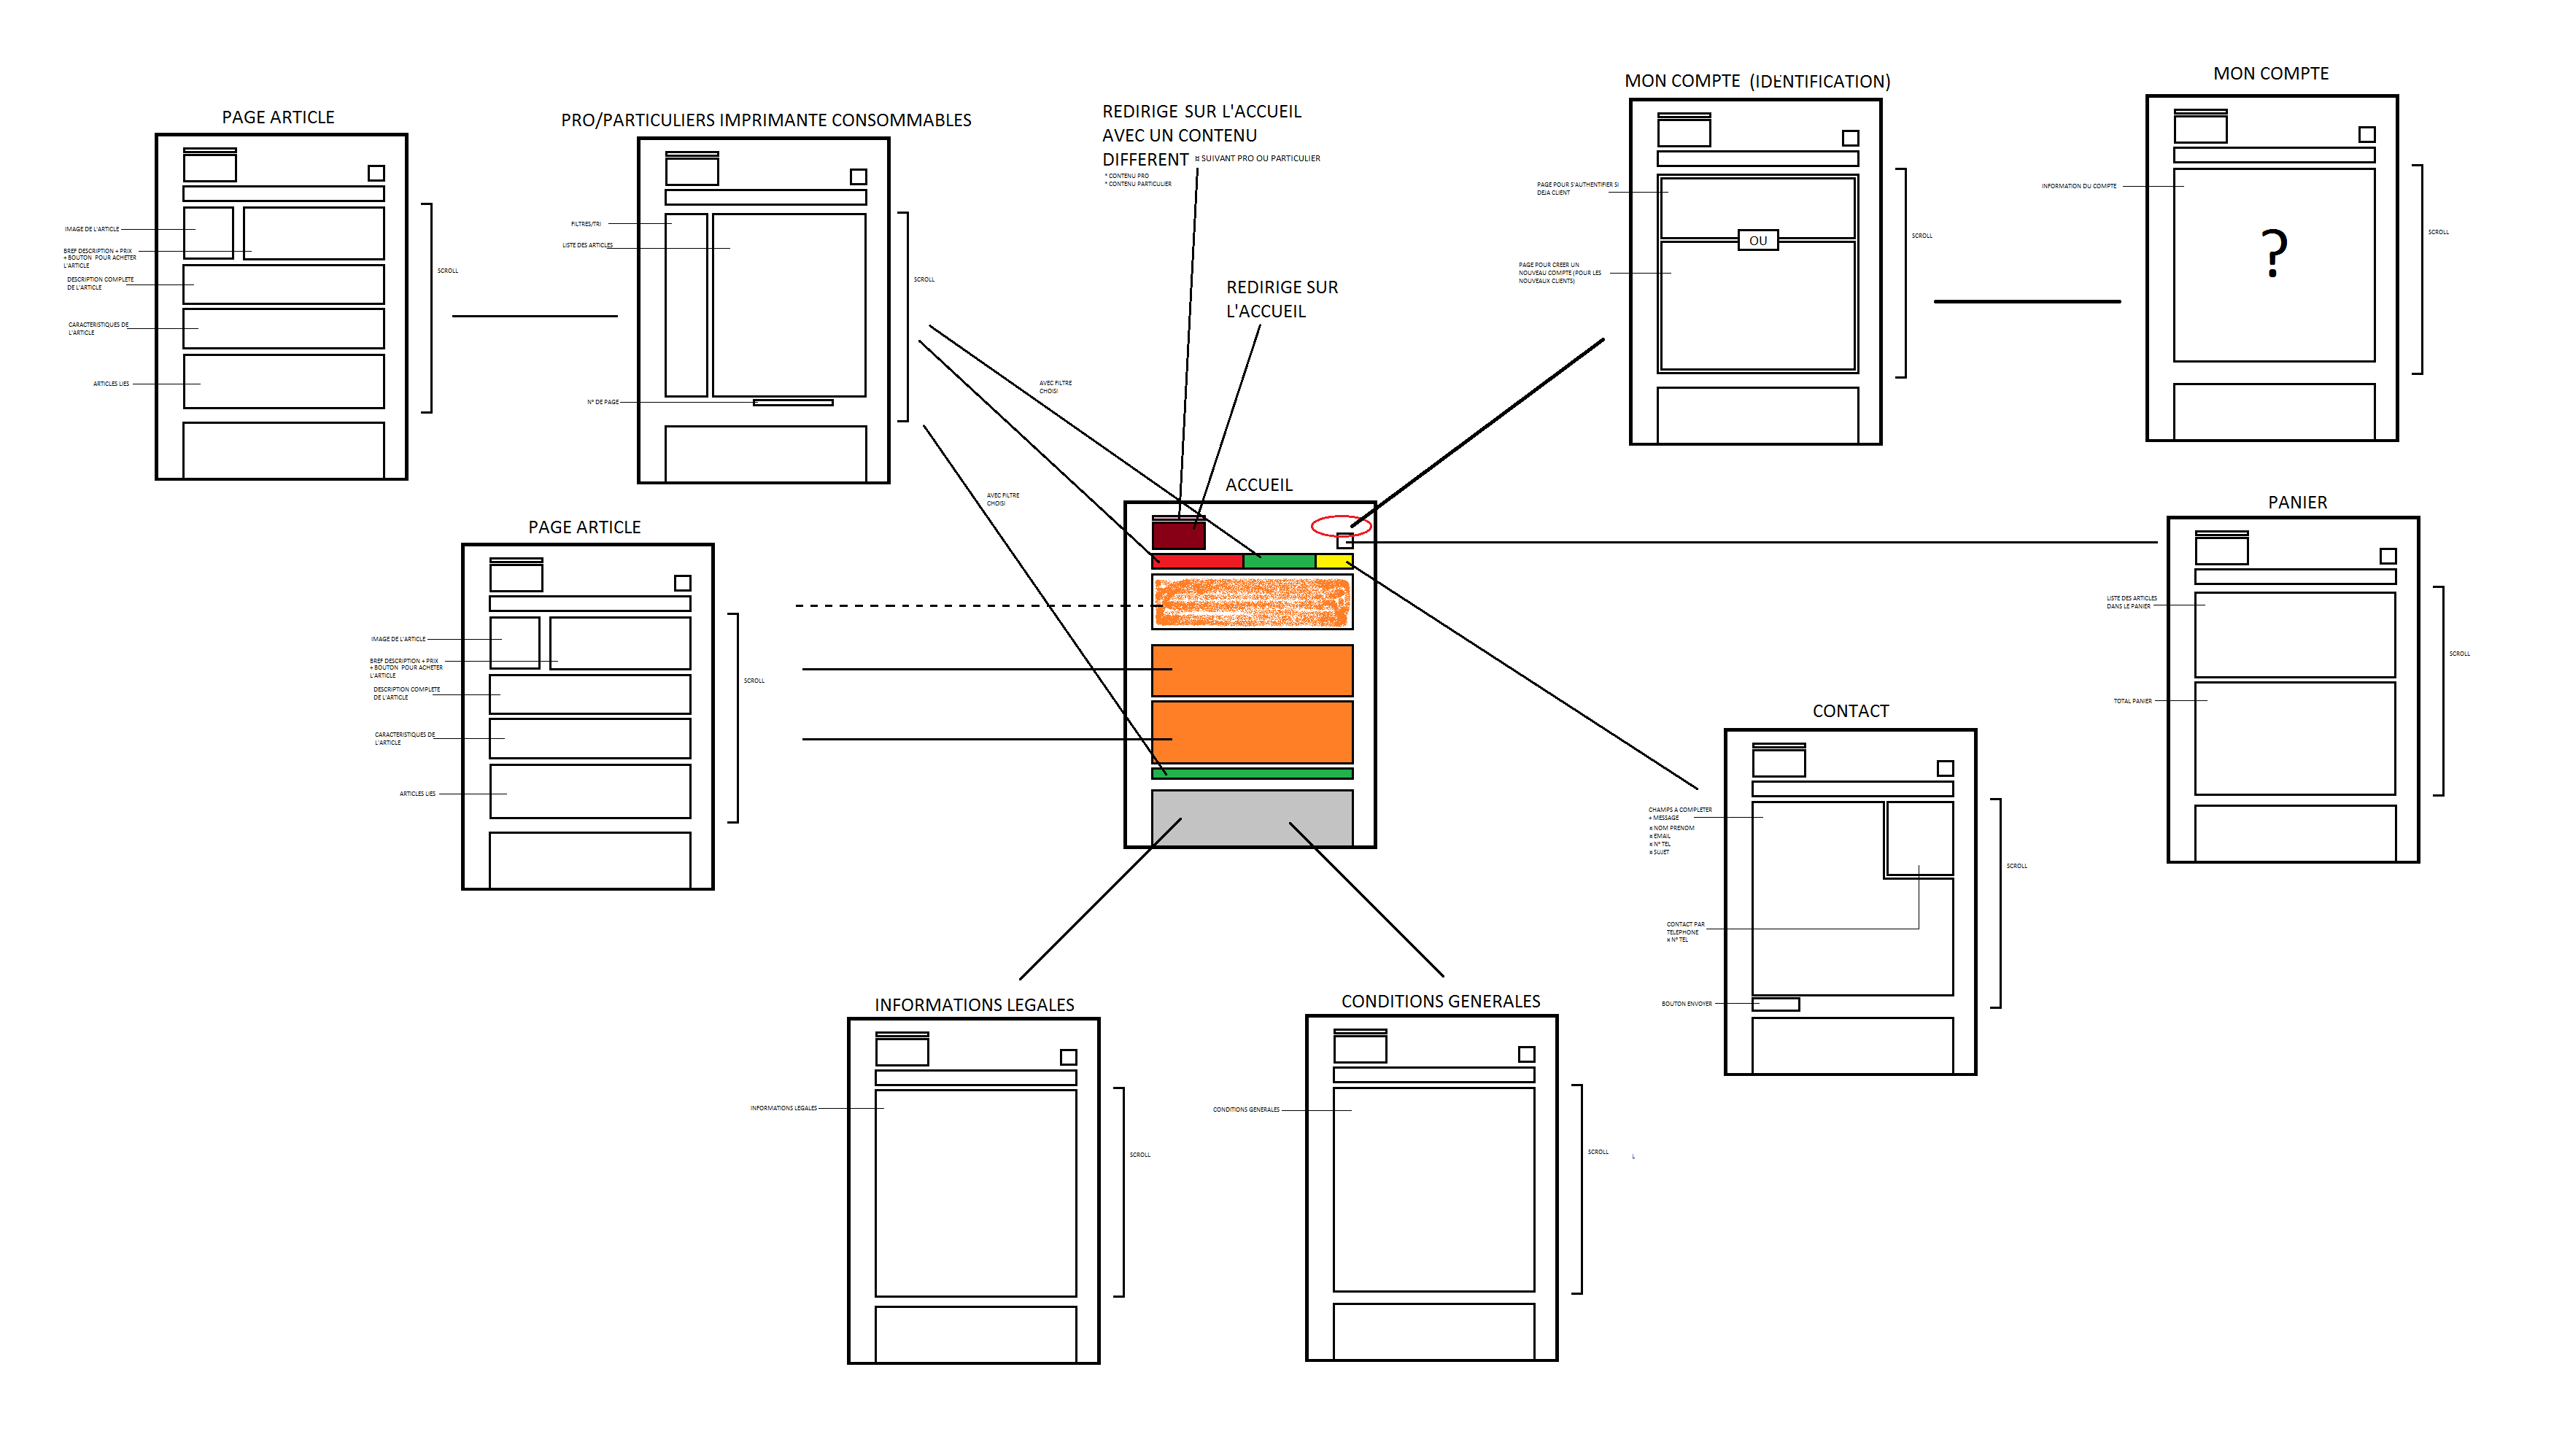 PAGE ARTICLE
IMAGE DE L'ARTICLE
BREF DESCRIPTION + PRIX
+ BOUTON POUR ACHETER
L'ARTICLE
DESCRIPTION COMPLETE
DE L'ARTICLE
CARACTERISTIQUES DE
L'ARTICLE
ARTICLES LIES
SCROLL
PRO/PARTICULIERS IMPRIMANTE CONSOMMABLES
FILTRES/TRI
LISTE DES ARTICLES
N° DE PAGE
SCROLL
REDIRIGE SUR L'ACCUEIL
AVEC UN CONTENU
DIFFERENT ¤ SUIVANT PRO OU PARTICULIER
* CONTENU PRO
* CONTENU PARTICULIER
REDIRIGE SUR
L'ACCUEIL
AVEC FILTRE
CHOISI
AVEC FILTRE
CHOISI
MON COMPTE (IDENTIFICATION)
PAGE POUR S'AUTHENTIFIER SI
DEJA CLIENT
OU
PAGE POUR CREER UN
NOUVEAU COMPTE (POUR LES
NOUVEAUX CLIENTS)
SCROLL
MON COMPTE
INFORMATION DU COMPTE
?
SCROLL
ACCUEIL
PAGE ARTICLE
IMAGE DE L'ARTICLE
BREF DESCRIPTION + PRIX
+ BOUTON POUR ACHETER
L'ARTICLE
DESCRIPTION COMPLETE
DE L'ARTICLE
CARACTERISTIQUES DE
L'ARTICLE
ARTICLES LIES
SCROLL
PANIER
LISTE DES ARTICLES
DANS LE PANIER
TOTAL PANIER
SCROLL
CONTACT
CHAMPS A COMPLETER
+ MESSAGE
¤ NOM PRENOM
¤ EMAIL
¤ N° TEL
¤ SUJET
CONTACT PAR
TELEPHONE
¤ N° TEL
BOUTON ENVOYER
SCROLL
INFORMATIONS LEGALES
INFORMATIONS LEGALES
SCROLL
CONDITIONS GENERALES
CONDITIONS GENERALES
SCROLL
L